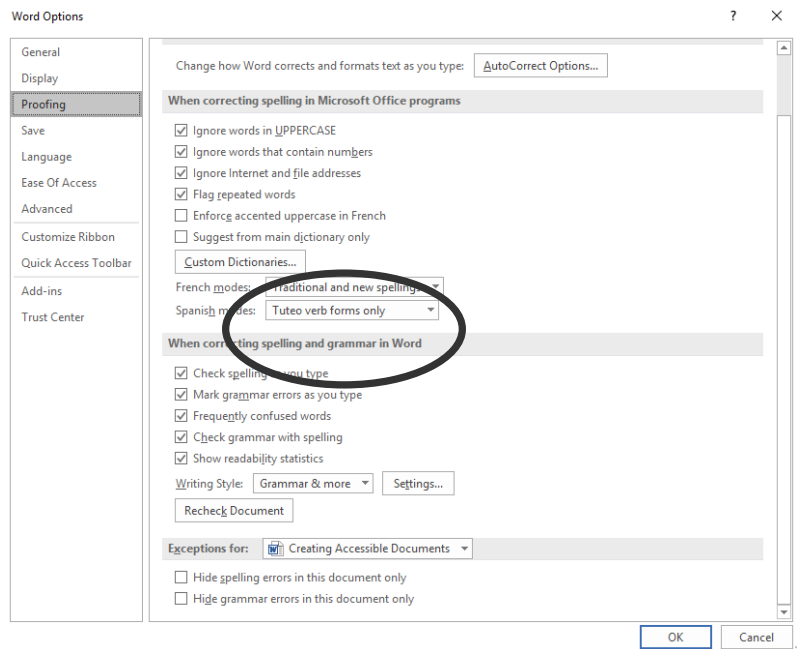 Word Options
?
General
Display
Proofing
Save
Language
Ease Of Access
Advanced
Customize Ribbon
Quick Access Toolbar
Add-ins
Trust Center
Change how Word corrects and formats text as you type: AutoCorrect Options...
When correcting spelling in Microsoft Office programs
Ignore words in UPPERCASE
Ignore words that contain numbers
Ignore Internet and file addresses
Flag repeated words
Enforce accented uppercase in French
Suggest from main dictionary only
Custom Dictionaries...
French modes: Traditional and new spellings
Spanish modes: Tuteo verb forms only
When correcting spelling and grammar in Word
Check spelling as you type
Mark grammar errors as you type
Frequently confused words
Check grammar with spelling
Show readability statistics
Writing Style: Grammar & more Settings...
Recheck Document
Exceptions for: Creating Accessible Documents
Hide spelling errors in this document only
Hide grammar errors in this document only
OK Cancel